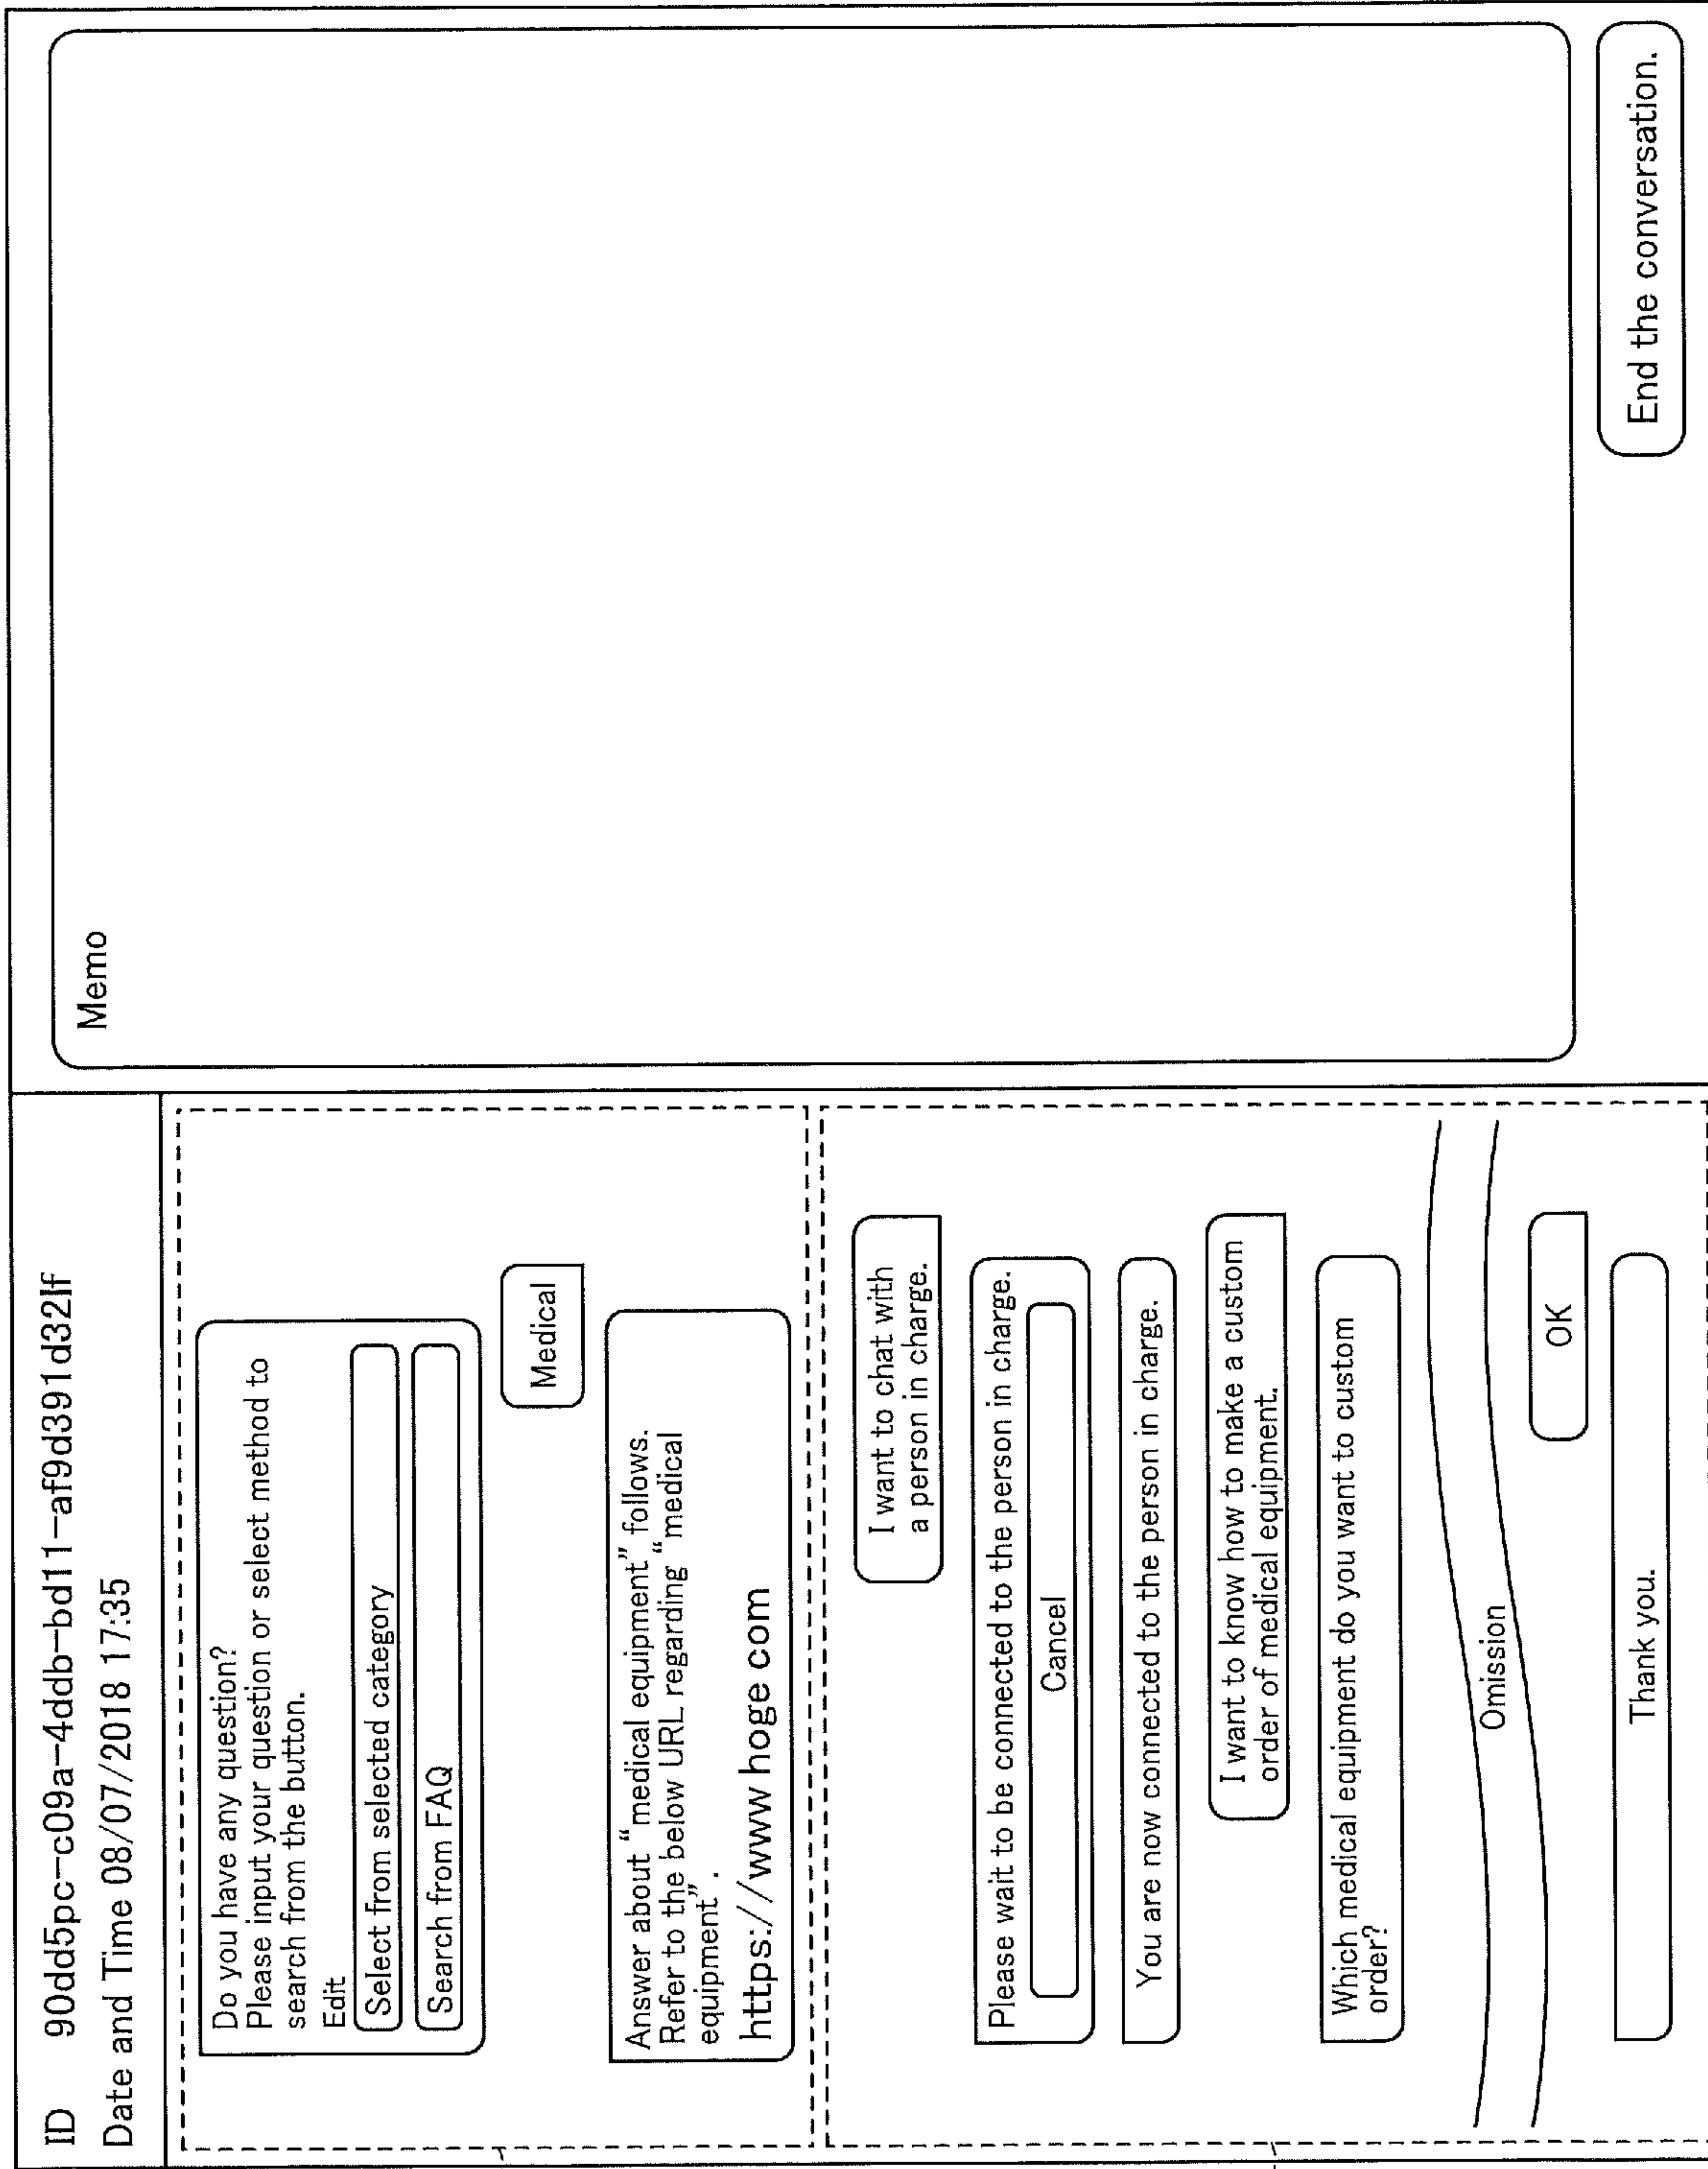 ID 90dd5pc-c09a-4ddb-bd11-af9d391d32lf
Date and Time 08/07/2018 17:35
Do you have any question?
Please input your question or select method to
search from the button.
Edit
Select from selected category
Search from FAQ
Medical
Answer about “medical equipment” follows.
Refer to the below URL regarding “medical
equipment”.
https://www hoge com
I want to chat with
a person in charge.
Please wait to be connected to the person in charge.
Cancel
You are now connected to the person in charge.
I want to know how to make a custom
order of medical equipment.
Which medical equipment do you want to custom
order?
Omission
OK
Thank you.
Memo
End the conversation.